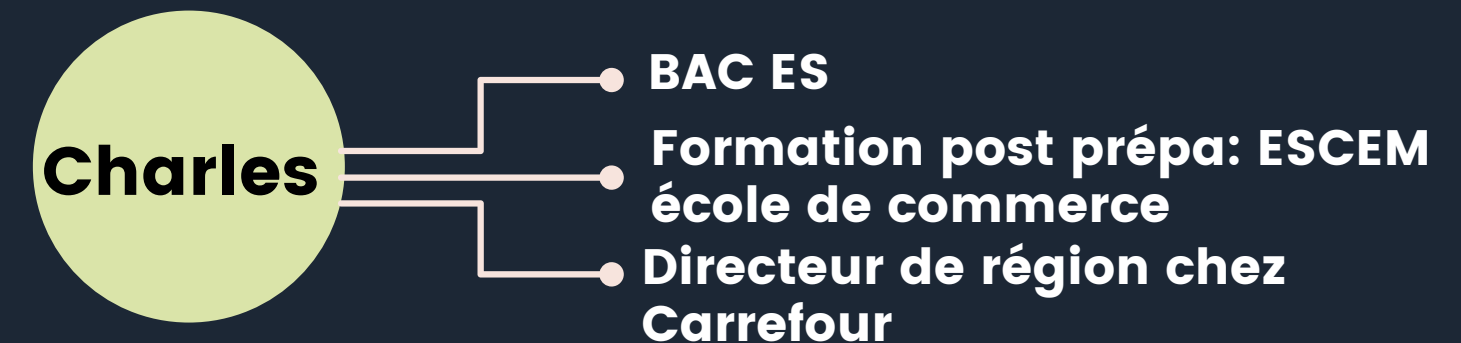 Charles
BAC ES
Formation post prépa: ESCEM
école de commerce
Directeur de région chez
Carrefour